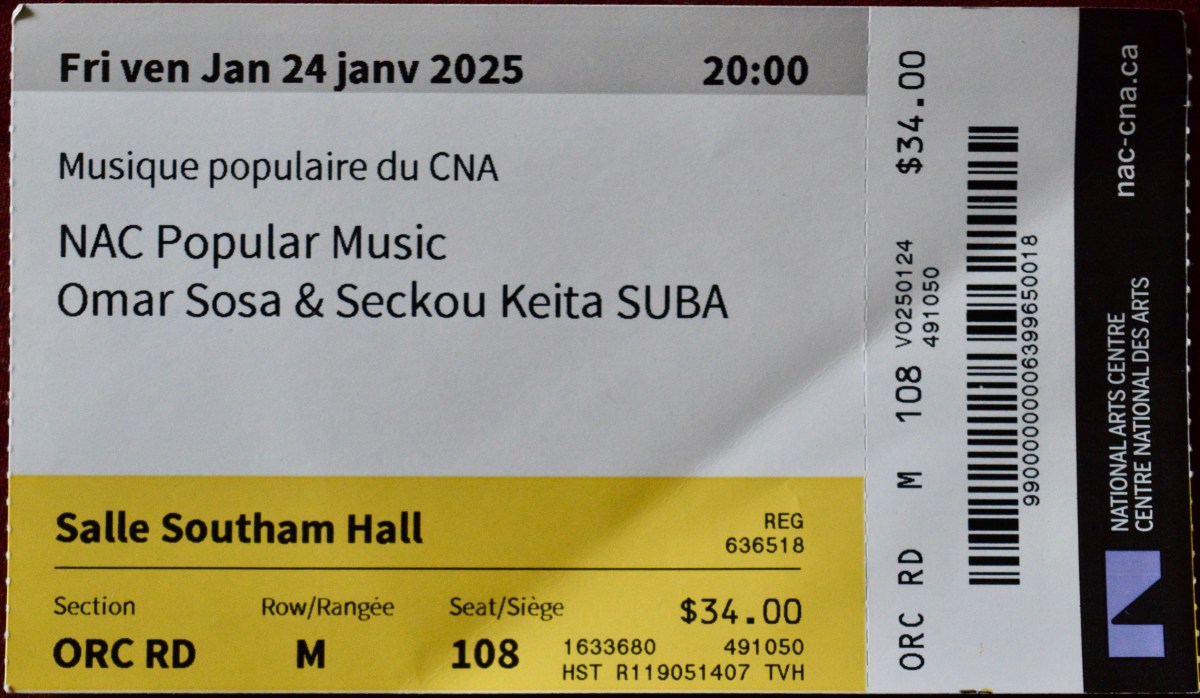 Fri ven Jan 24 janv 2025 20:00
Musique populaire du CNA
NAC Popular Music
Omar Sosa & Seckou Keita SUBA
Salle Southam Hall
REG
636518
Section Row/Rangée Seat/Siège $34.00
ORC RD M 108
1633680 491050
HST R119051407 TVH
ORC RD M 108 $34.00
VO250124
491050
99000000006399650018
NATIONAL ARTS CENTRE
CENTRE NATIONAL DES ARTS
nac-cna.ca